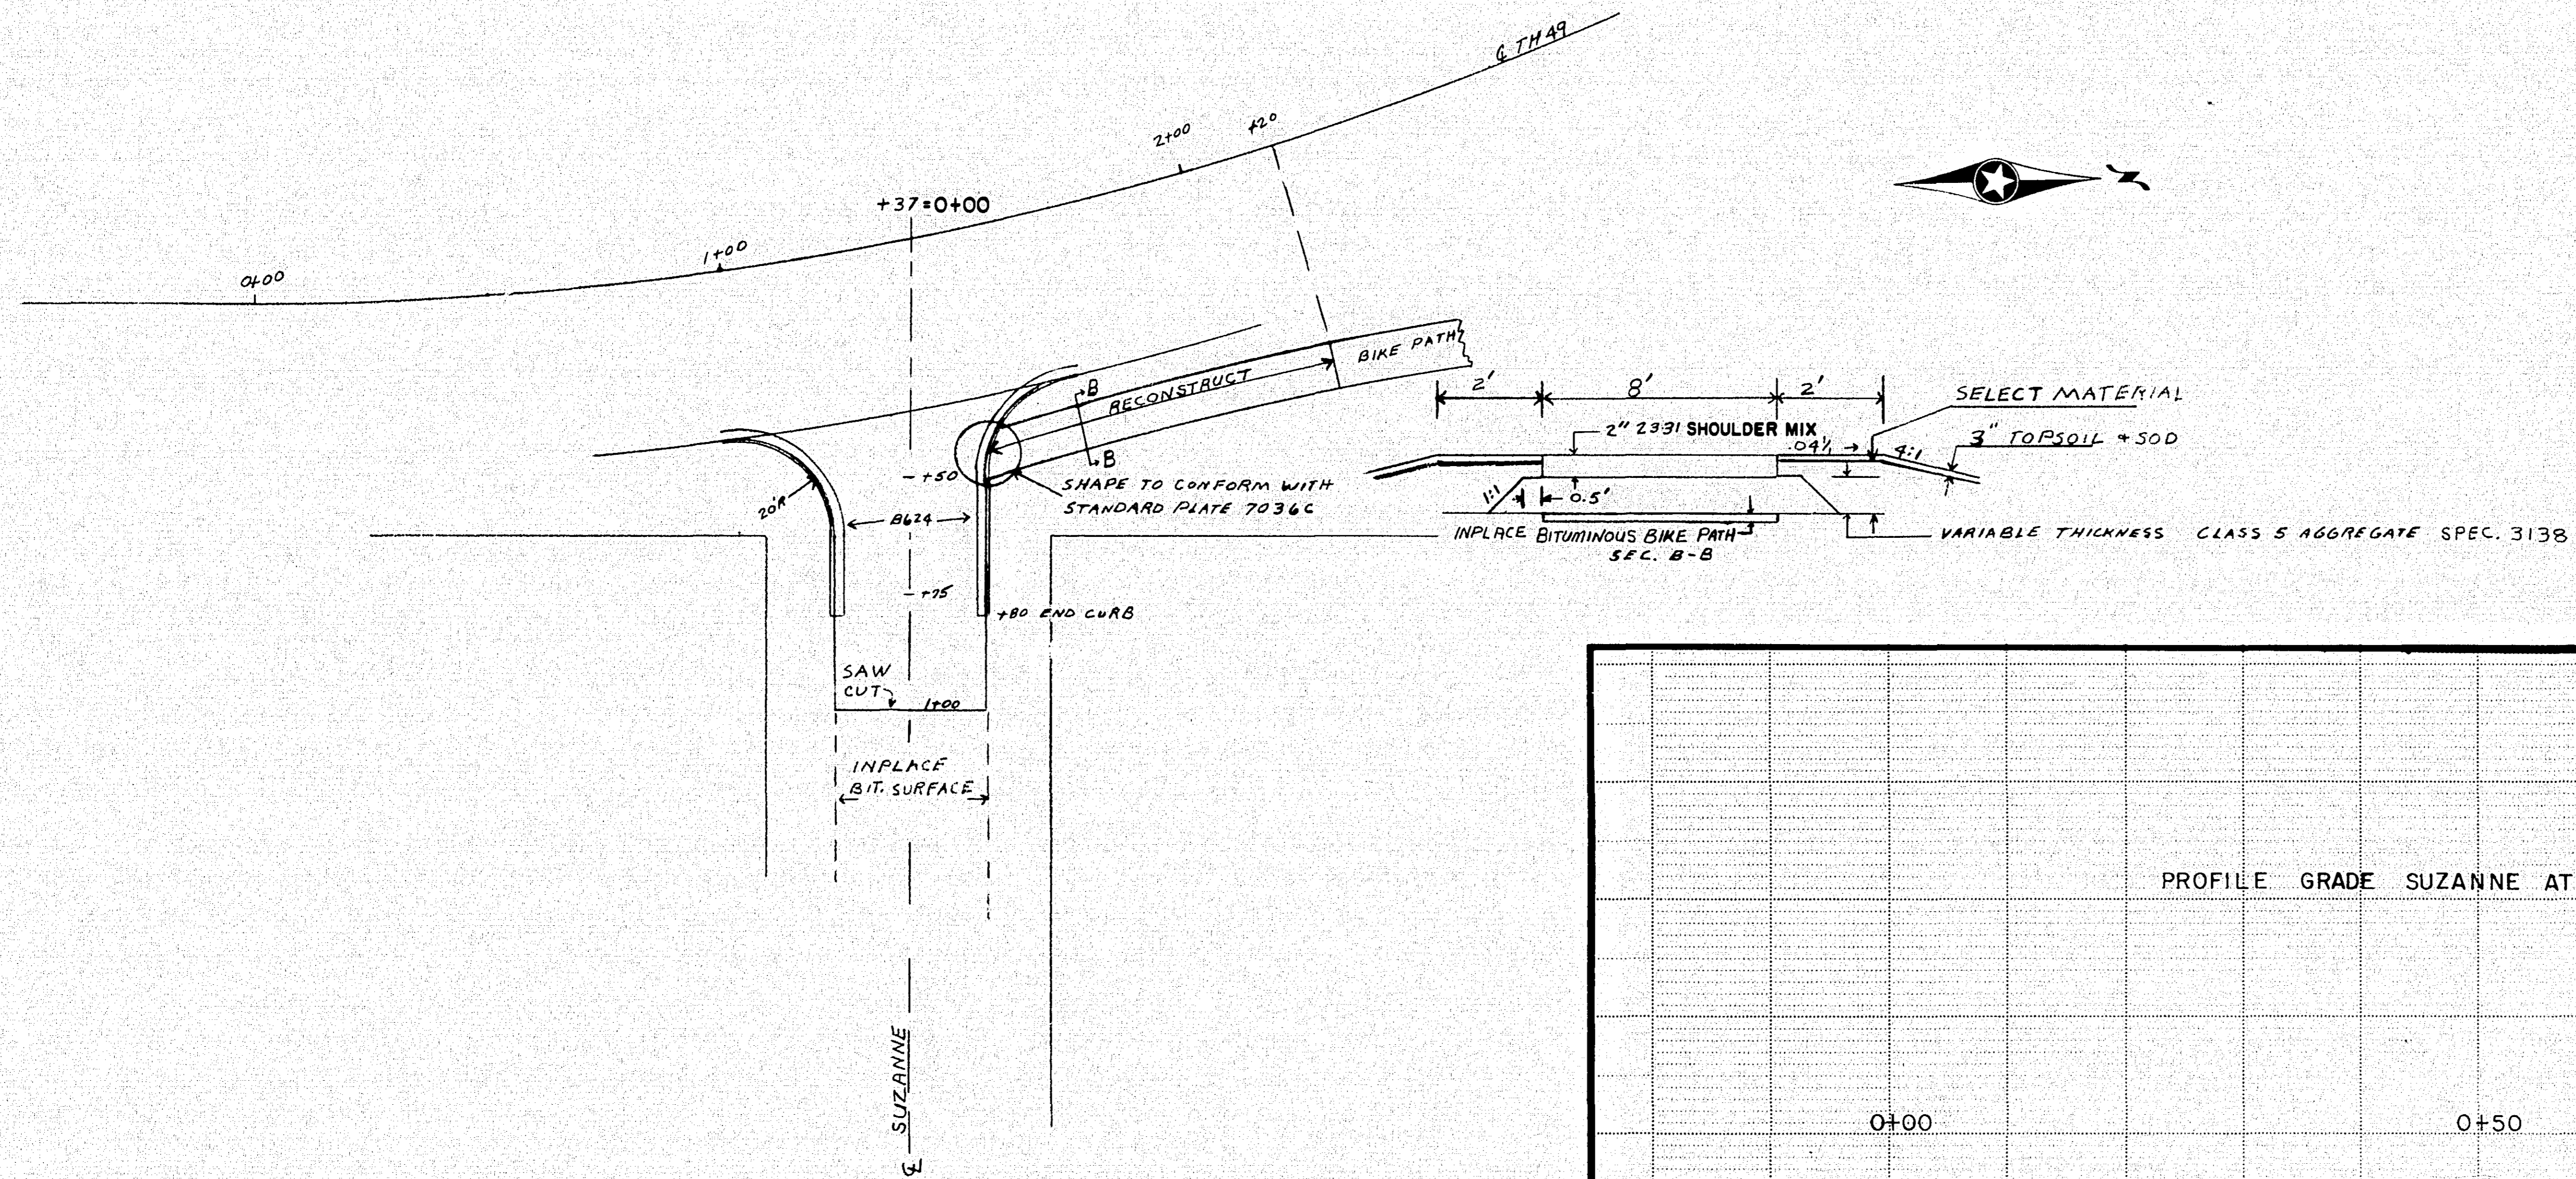 ℄ TH 49
2+00
+20
+37=0+00
1+00
0+00
N
BIKE PATH
RECONSTRUCT
B
B
+50
20'R
B624
SHAPE TO CONFORM WITH
STANDARD PLATE 7036C
+75
+80 END CURB
SAW
CUT
1+00
INPLACE
BIT. SURFACE
℄ SUZANNE
2'
8'
2'
SELECT MATERIAL
2" 2331 SHOULDER MIX
.04'/'
4:1
3" TOPSOIL & SOD
1:1
0.5'
INPLACE BITUMINOUS BIKE PATH
SEC. B-B
VARIABLE THICKNESS CLASS 5 AGGREGATE SPEC. 3138
PROFILE GRADE SUZANNE AT
0+00
0+50